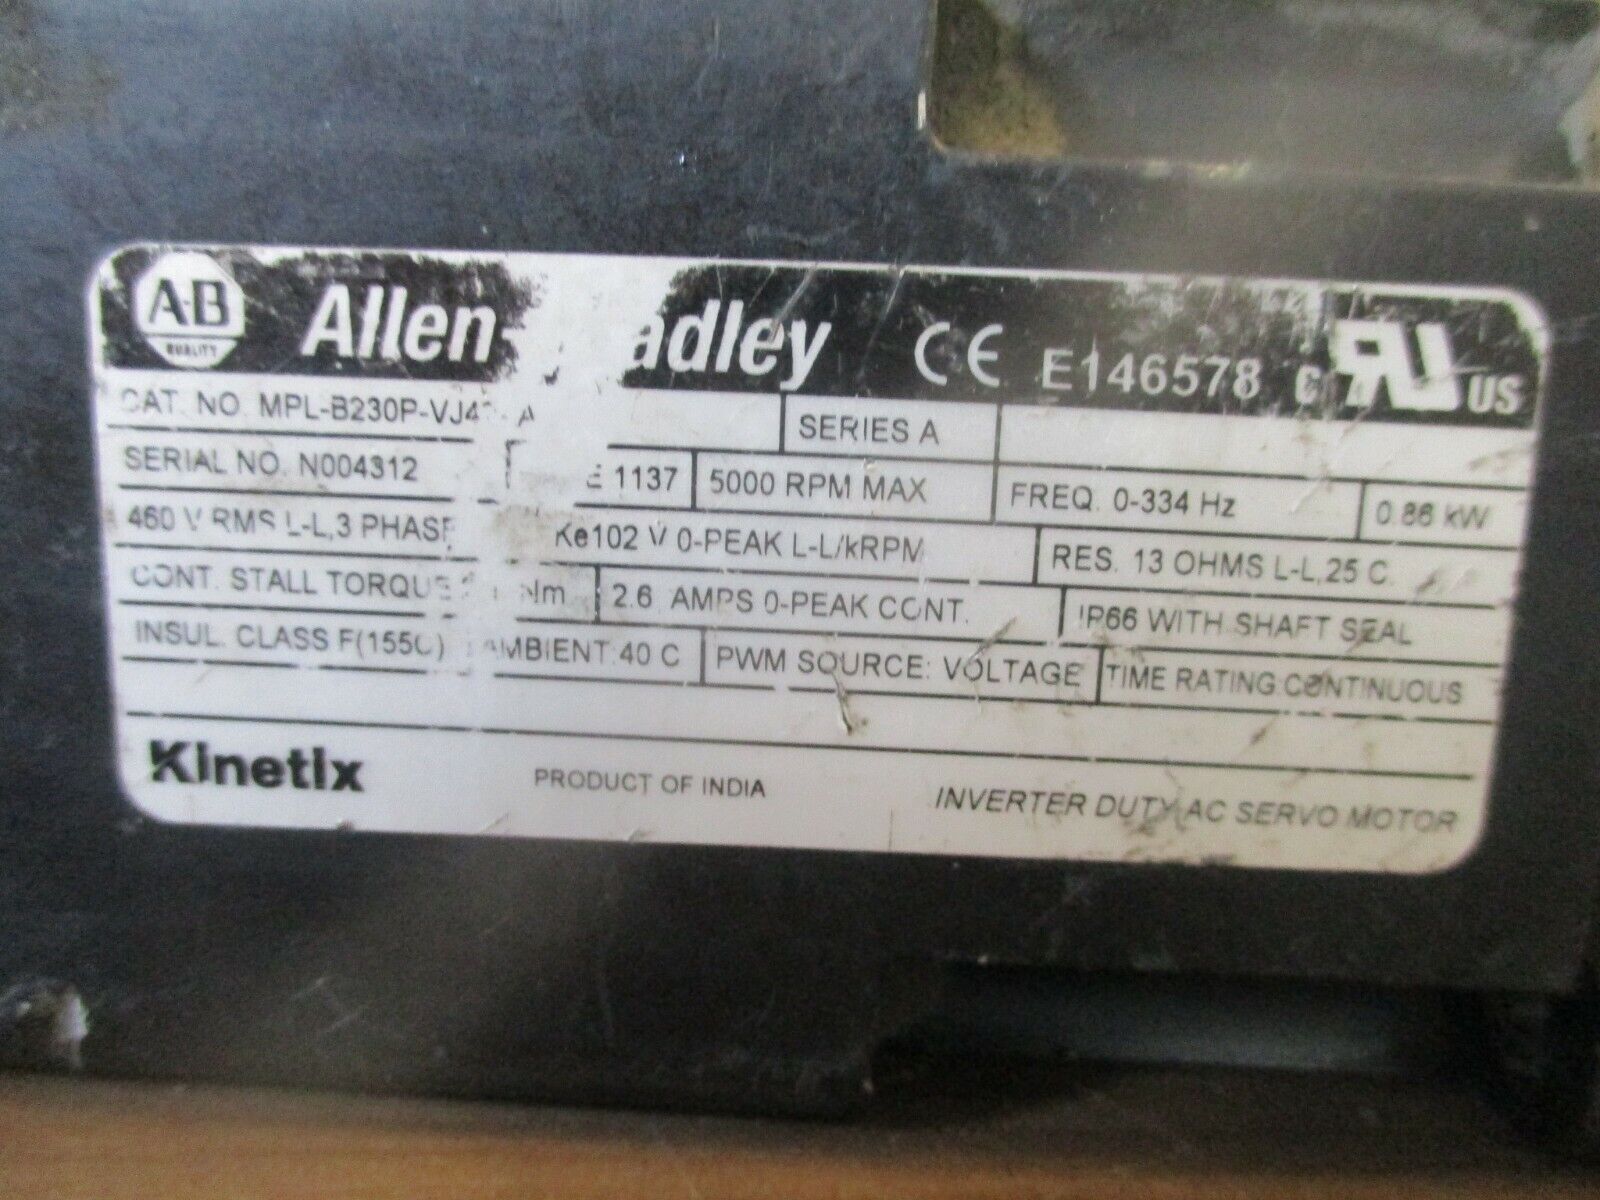 A-B QUALITY Allen- adley CE E146578 c RU US
CAT. NO. MPL-B230P-VJ4 A SERIES A
SERIAL NO. N004312 E 1137 5000 RPM MAX FREQ. 0-334 Hz 0.86 kW
460 V RMS L-L,3 PHASE Ke102 V 0-PEAK L-L/kRPM RES. 13 OHMS L-L,25 C.
CONT. STALL TORQUE Nm 2.6 AMPS 0-PEAK CONT. IP66 WITH SHAFT SEAL
INSUL. CLASS F(155C) AMBIENT:40 C PWM SOURCE: VOLTAGE TIME RATING:CONTINUOUS
Kinetix PRODUCT OF INDIA INVERTER DUTY AC SERVO MOTOR